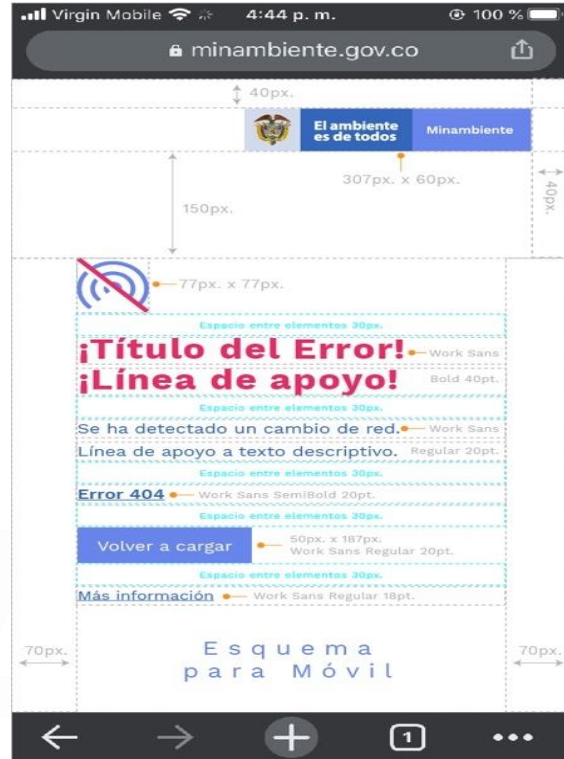 Virgin Mobile 4:44 p. m. 100 %
minambiente.gov.co
40px.
El ambiente
es de todos
Minambiente
307px. x 60px.
40px.
150px.
77px. x 77px.
Espacio entre elementos 30px.
¡Título del Error! Work Sans
¡Línea de apoyo! Bold 40pt.
Espacio entre elementos 30px.
Se ha detectado un cambio de red. Work Sans
Línea de apoyo a texto descriptivo. Regular 20pt.
Espacio entre elementos 30px.
Error 404 Work Sans SemiBold 20pt.
Espacio entre elementos 30px.
Volver a cargar
50px. x 187px.
Work Sans Regular 20pt.
Espacio entre elementos 30px.
Más información Work Sans Regular 18pt.
70px.
Esquema
para Móvil
70px.
1